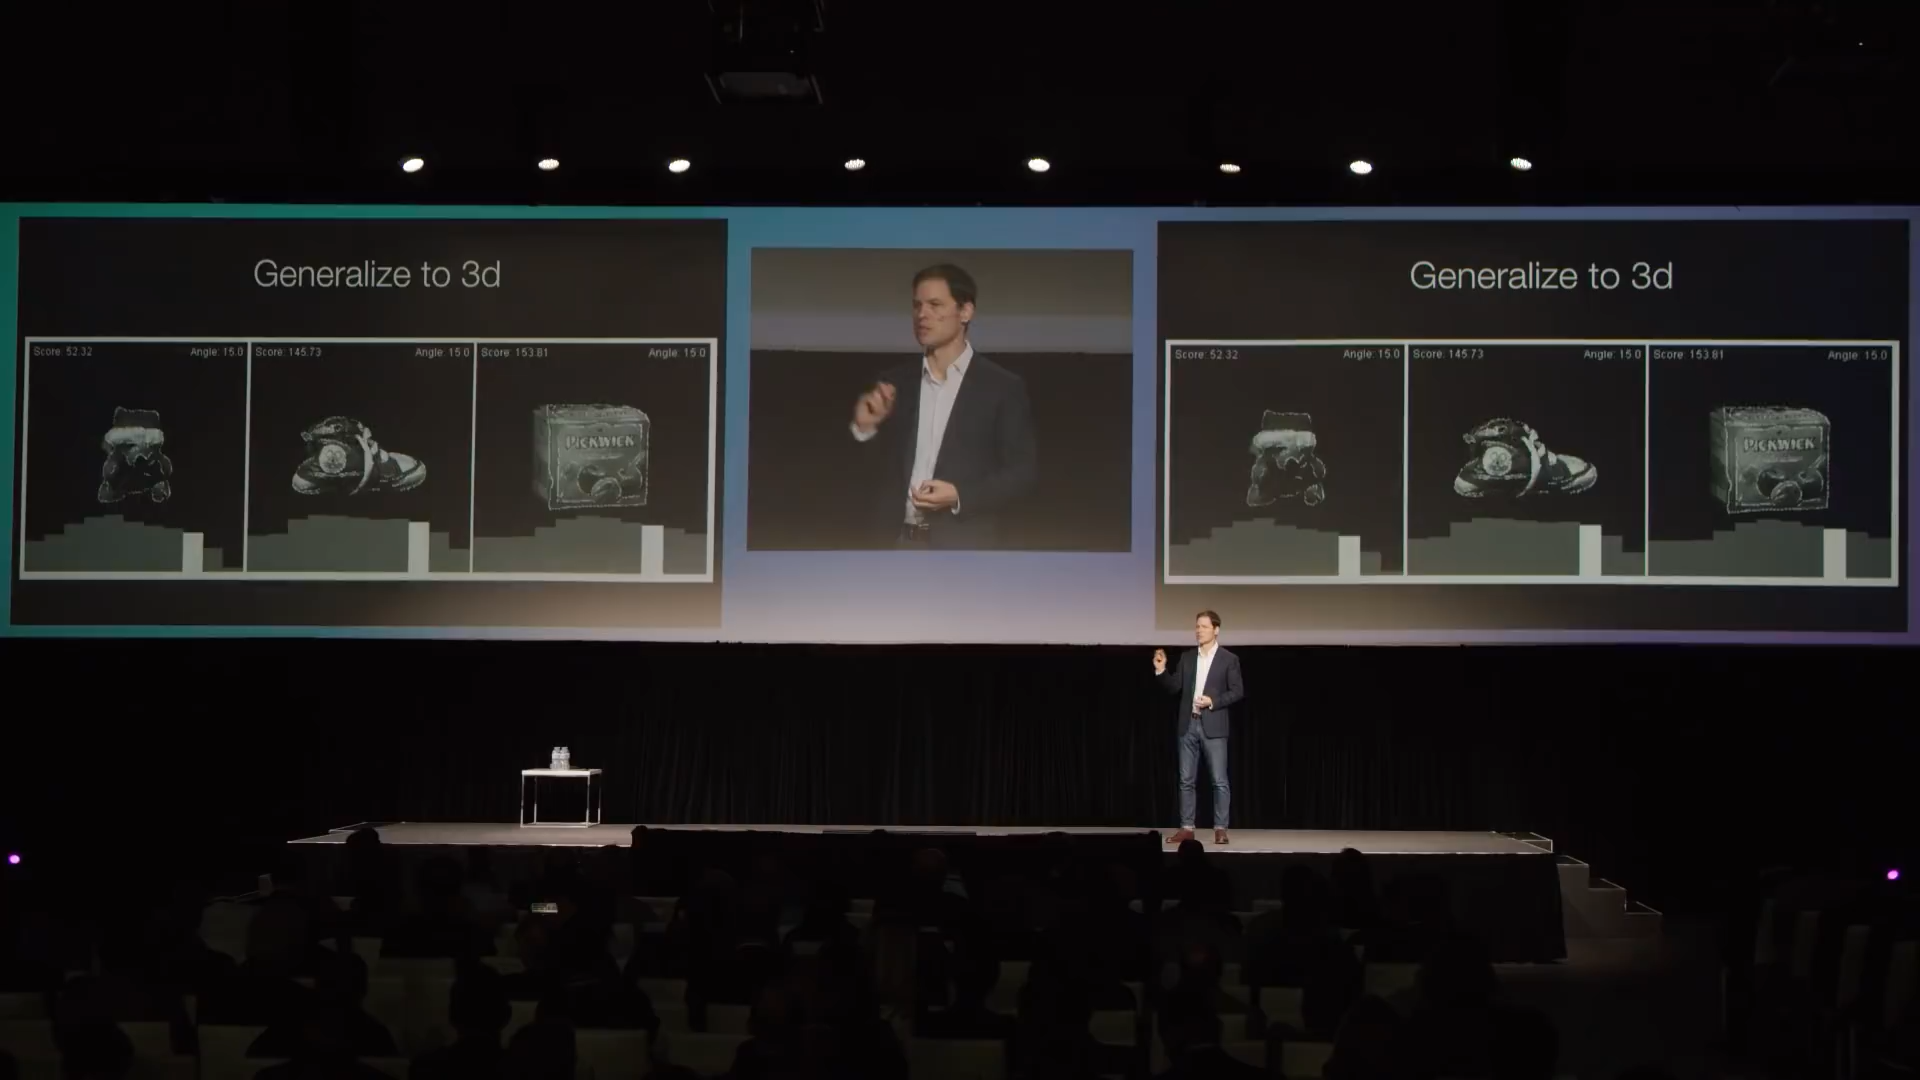 Generalize to 3d
Score: 52.32 Angle: 15.0
Score: 145.73 Angle: 15.0
Score: 153.81 Angle: 15.0
PICKWICK
Generalize to 3d
Score: 52.32 Angle: 15.0
Score: 145.73 Angle: 15.0
Score: 153.81 Angle: 15.0
PICKWICK